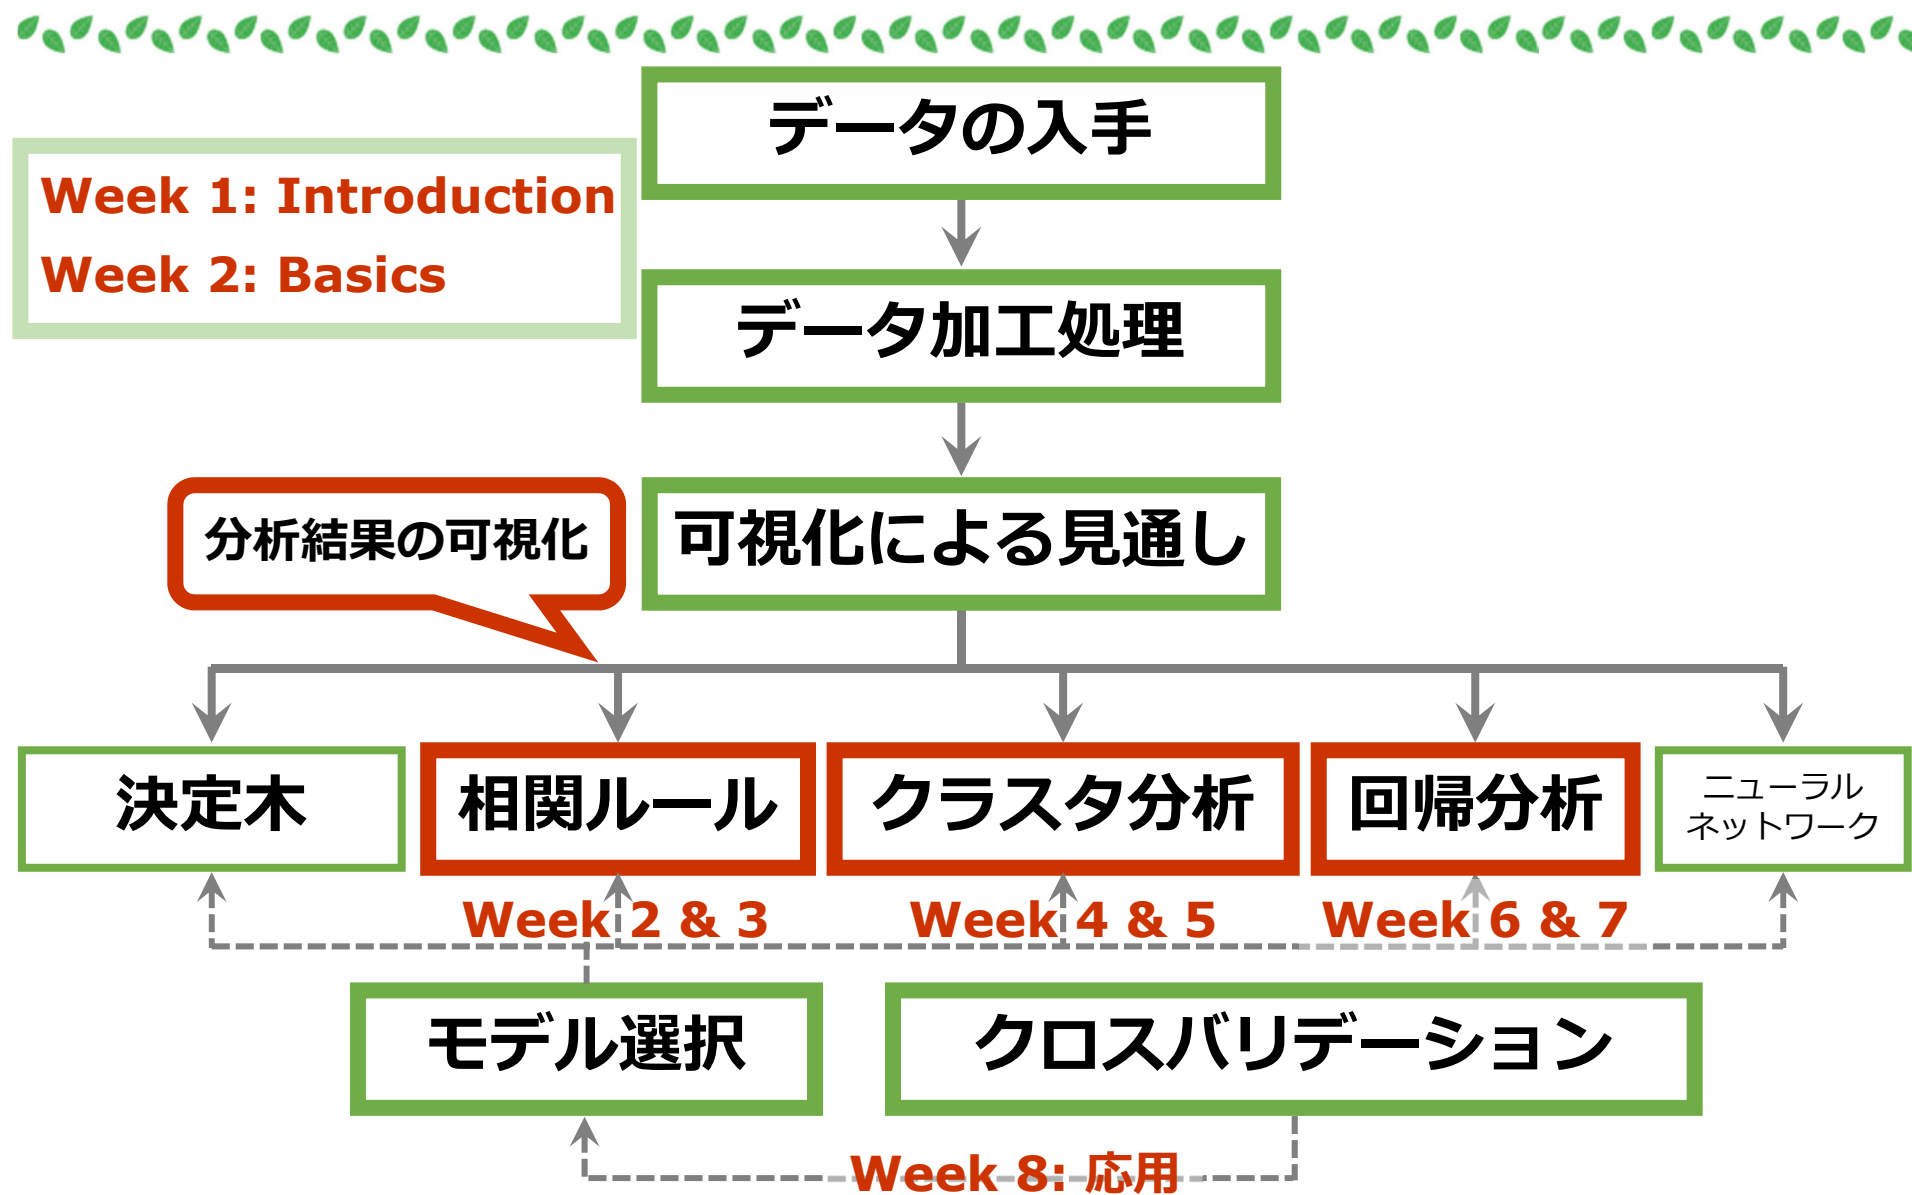 データの入手
Week 1: Introduction
Week 2: Basics
データ加工処理
分析結果の可視化
可視化による見通し
決定木
相関ルール
クラスタ分析
回帰分析
ニューラル
ネットワーク
Week 2 & 3
Week 4 & 5
Week 6 & 7
モデル選択
クロスバリデーション
Week 8: 応用